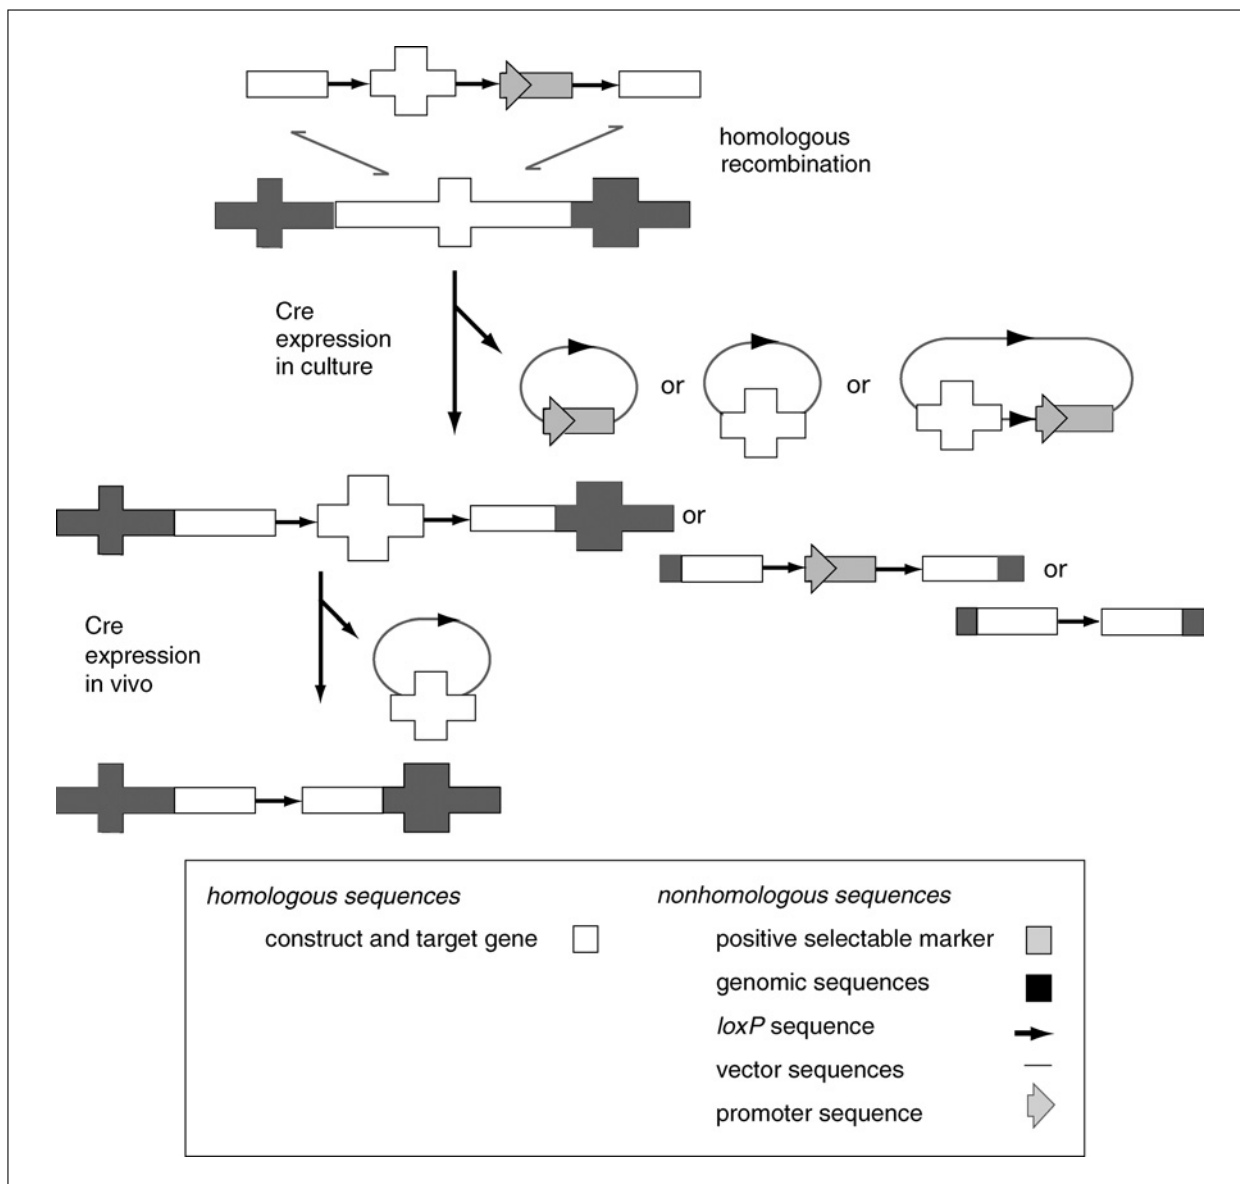 homologous
recombination
Cre
expression
in culture
or
or
or
or
Cre
expression
in vivo
homologous sequences
construct and target gene
nonhomologous sequences
positive selectable marker
genomic sequences
loxP sequence
vector sequences
promoter sequence